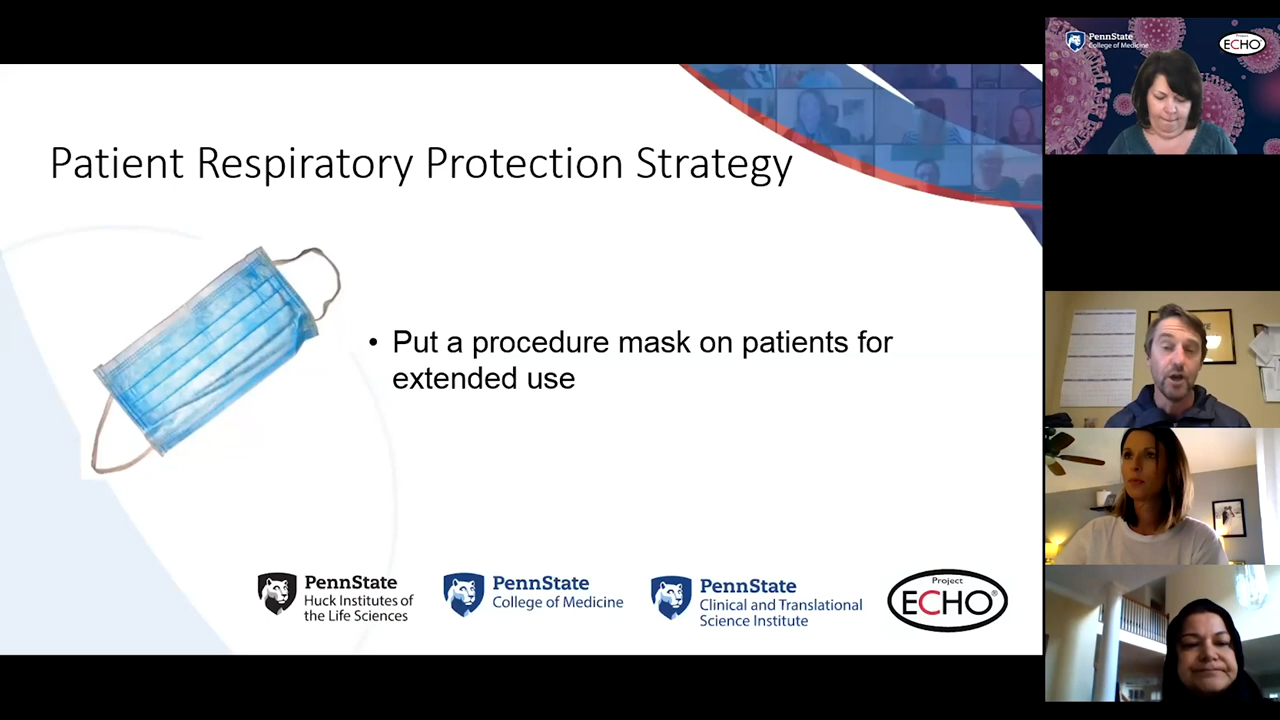 Patient Respiratory Protection Strategy
• Put a procedure mask on patients for
extended use
PennState
Huck Institutes of
the Life Sciences
PennState
College of Medicine
PennState
Clinical and Translational
Science Institute
Project
ECHO®
PennState
College of Medicine
Project
ECHO